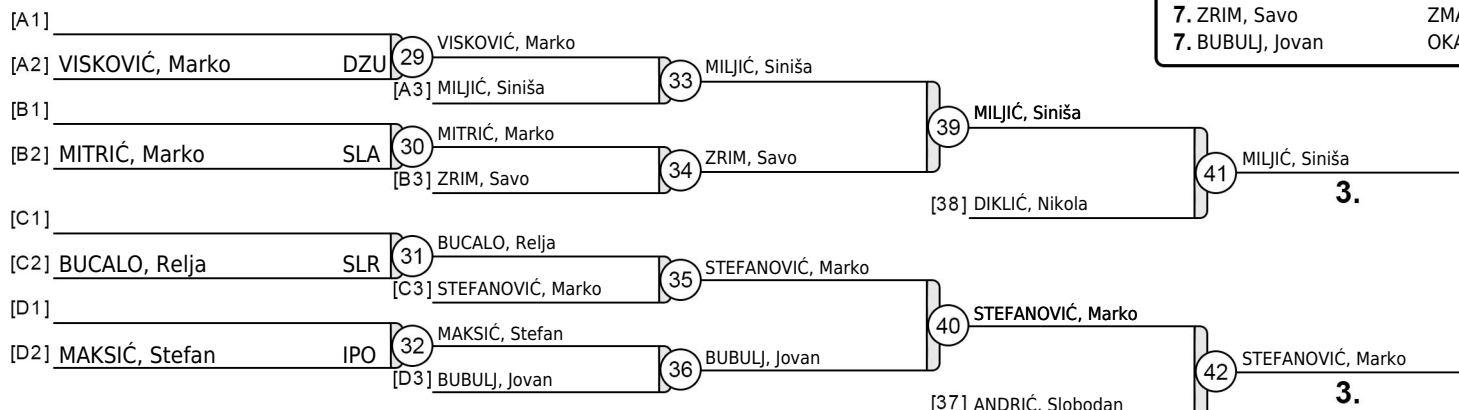 7. ZRIM, Savo
7. BUBULJ, Jovan OKA
[A1]
[A2] VISKOVIĆ, Marko DZU
29
VISKOVIĆ, Marko
[A3] MILJIĆ, Siniša
33
MILJIĆ, Siniša
[B1]
[B2] MITRIĆ, Marko SLA
30
MITRIĆ, Marko
[B3] ZRIM, Savo
34
ZRIM, Savo
39
MILJIĆ, Siniša
[38] DIKLIĆ, Nikola
41
MILJIĆ, Siniša
3.
[C1]
[C2] BUCALO, Relja SLR
31
BUCALO, Relja
[C3] STEFANOVIĆ, Marko
35
STEFANOVIĆ, Marko
[D1]
[D2] MAKSIĆ, Stefan IPO
32
MAKSIĆ, Stefan
[D3] BUBULJ, Jovan
36
BUBULJ, Jovan
40
STEFANOVIĆ, Marko
[37] ANDRIĆ, Slobodan
42
STEFANOVIĆ, Marko
3.